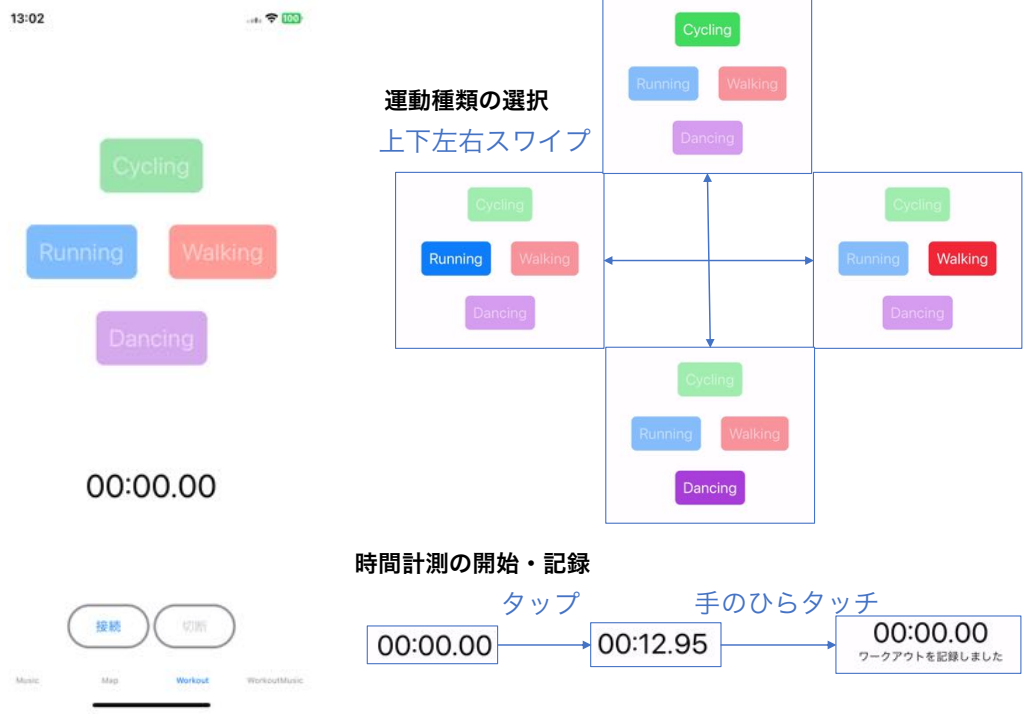 13:02
100
Cycling
Running
Walking
Dancing
00:00.00
接続
切断
Music
Map
Workout
WorkoutMusic
運動種類の選択
上下左右スワイプ
Cycling
Running
Walking
Dancing
Cycling
Running
Walking
Dancing
Cycling
Running
Walking
Dancing
Cycling
Running
Walking
Dancing
時間計測の開始・記録
タップ
手のひらタッチ
00:00.00
00:12.95
00:00.00
ワークアウトを記録しました